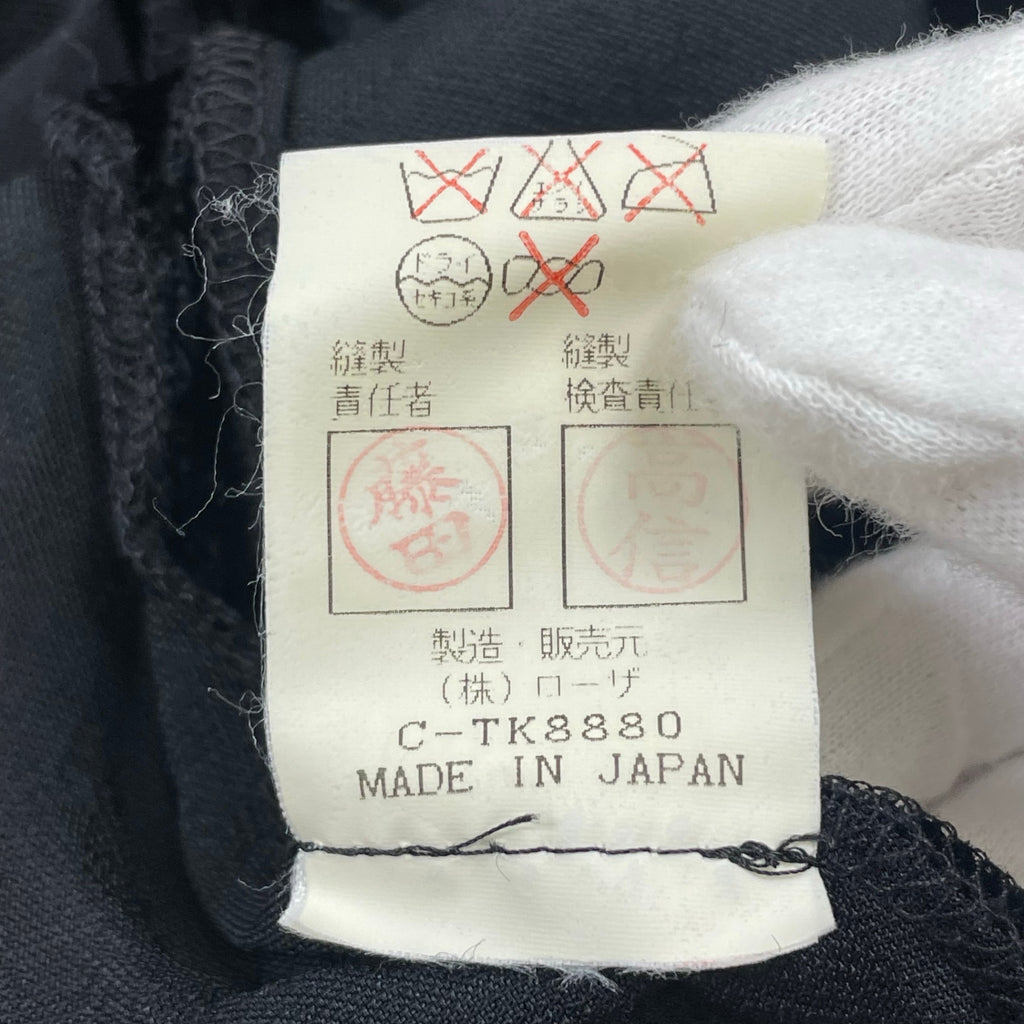 エンソ
サラシ
ドライ
セキユ系
縫製
責任者
縫製
検査責任
藤田
高信
製造・販売元
(株)ローザ
C-TK8880
MADE IN JAPAN